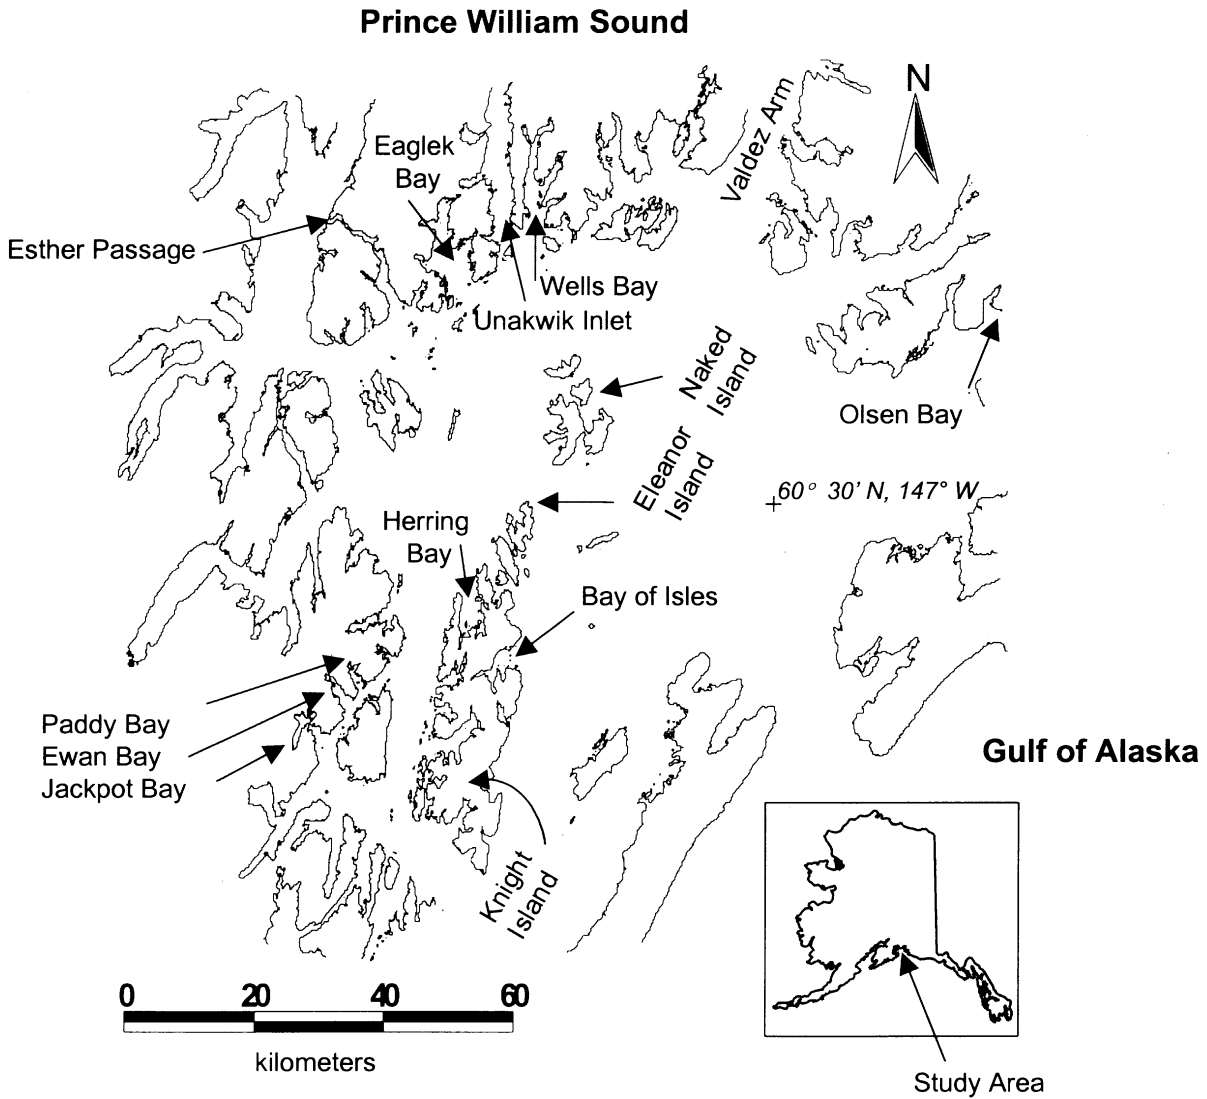 Prince William Sound
N
Valdez Arm
Eaglek
Bay
Esther Passage
Wells Bay
Unakwik Inlet
Naked
Island
Olsen Bay
Eleanor
Island
60° 30' N, 147° W
Herring
Bay
Bay of Isles
Paddy Bay
Ewan Bay
Jackpot Bay
Gulf of Alaska
Knight
Island
0 20 40 60
kilometers
Study Area